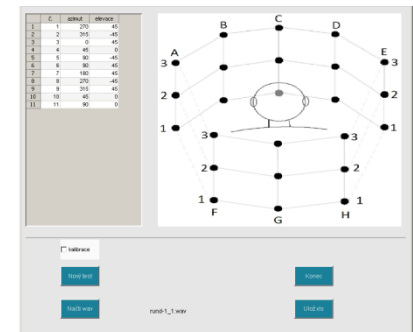 č. azimut elevace
1 1 270 45
2 2 315 -45
3 3 0 45
4 4 45 0
5 5 90 -45
6 6 90 45
7 7 180 45
8 8 270 -45
9 9 315 45
10 10 45 0
11 11 90 0
C
B D
A E
3 3
2 2
1 1
3 3
2 2
1 1
F G H
kalibrace
Nový test Konec
Načti wav rund-1_1.wav Ulož xls